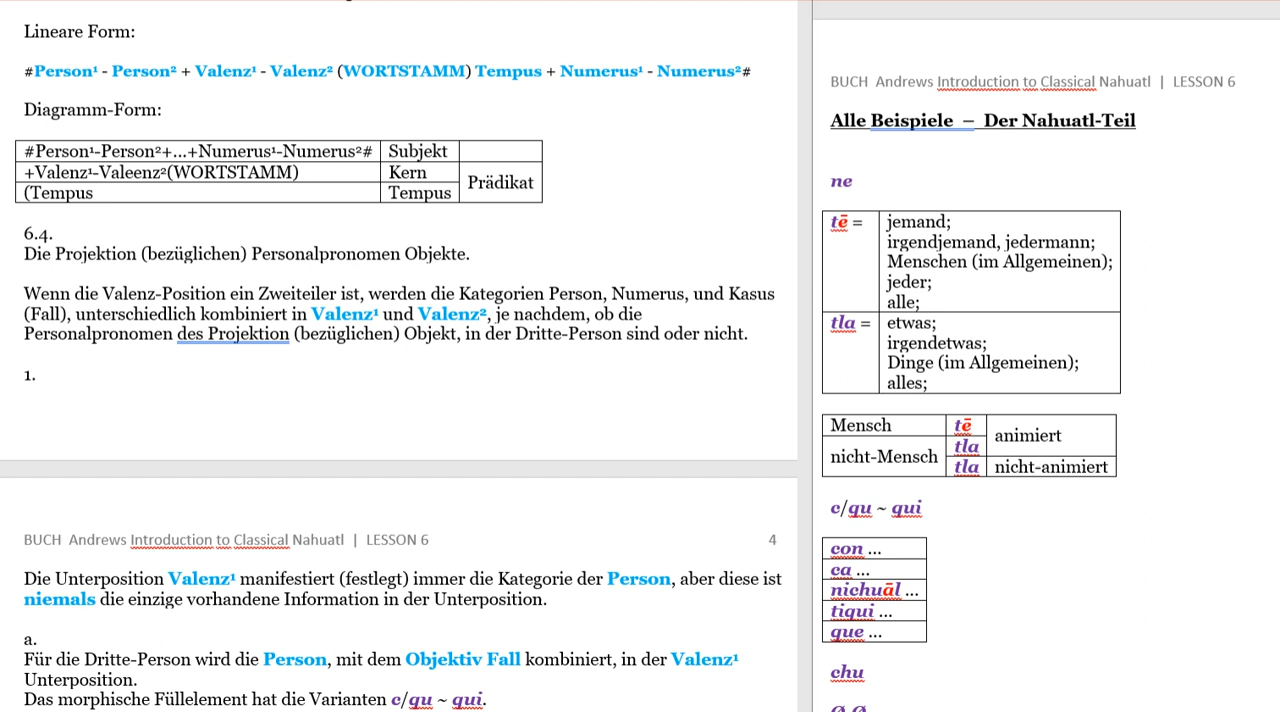 Lineare Form:
#Person¹ - Person² + Valenz¹ - Valenz² (WORTSTAMM) Tempus + Numerus¹ - Numerus²#
Diagramm-Form:
#Person¹-Person²+...+Numerus¹-Numerus²# Subjekt
+Valenz¹-Valeenz²(WORTSTAMM) Kern Prädikat
(Tempus Tempus
6.4.
Die Projektion (bezüglichen) Personalpronomen Objekte.
Wenn die Valenz-Position ein Zweiteiler ist, werden die Kategorien Person, Numerus, und Kasus
(Fall), unterschiedlich kombiniert in Valenz¹ und Valenz², je nachdem, ob die
Personalpronomen des Projektion (bezüglichen) Objekt, in der Dritte-Person sind oder nicht.
1.
BUCH Andrews Introduction to Classical Nahuatl | LESSON 6 4
Die Unterposition Valenz¹ manifestiert (festlegt) immer die Kategorie der Person, aber diese ist
niemals die einzige vorhandene Information in der Unterposition.
a.
Für die Dritte-Person wird die Person, mit dem Objektiv Fall kombiniert, in der Valenz¹
Unterposition.
Das morphische Füllelement hat die Varianten c/qu ~ qui.
BUCH Andrews Introduction to Classical Nahuatl | LESSON 6
Alle Beispiele – Der Nahuatl-Teil
ne
tē = jemand;
irgendjemand, jedermann;
Menschen (im Allgemeinen);
jeder;
alle;
tla = etwas;
irgendetwas;
Dinge (im Allgemeinen);
alles;
Mensch tē animiert
nicht-Mensch tla
tla nicht-animiert
c/qu ~ qui
con ...
ca ...
nichuāl ...
tiqui ...
que ...
chu